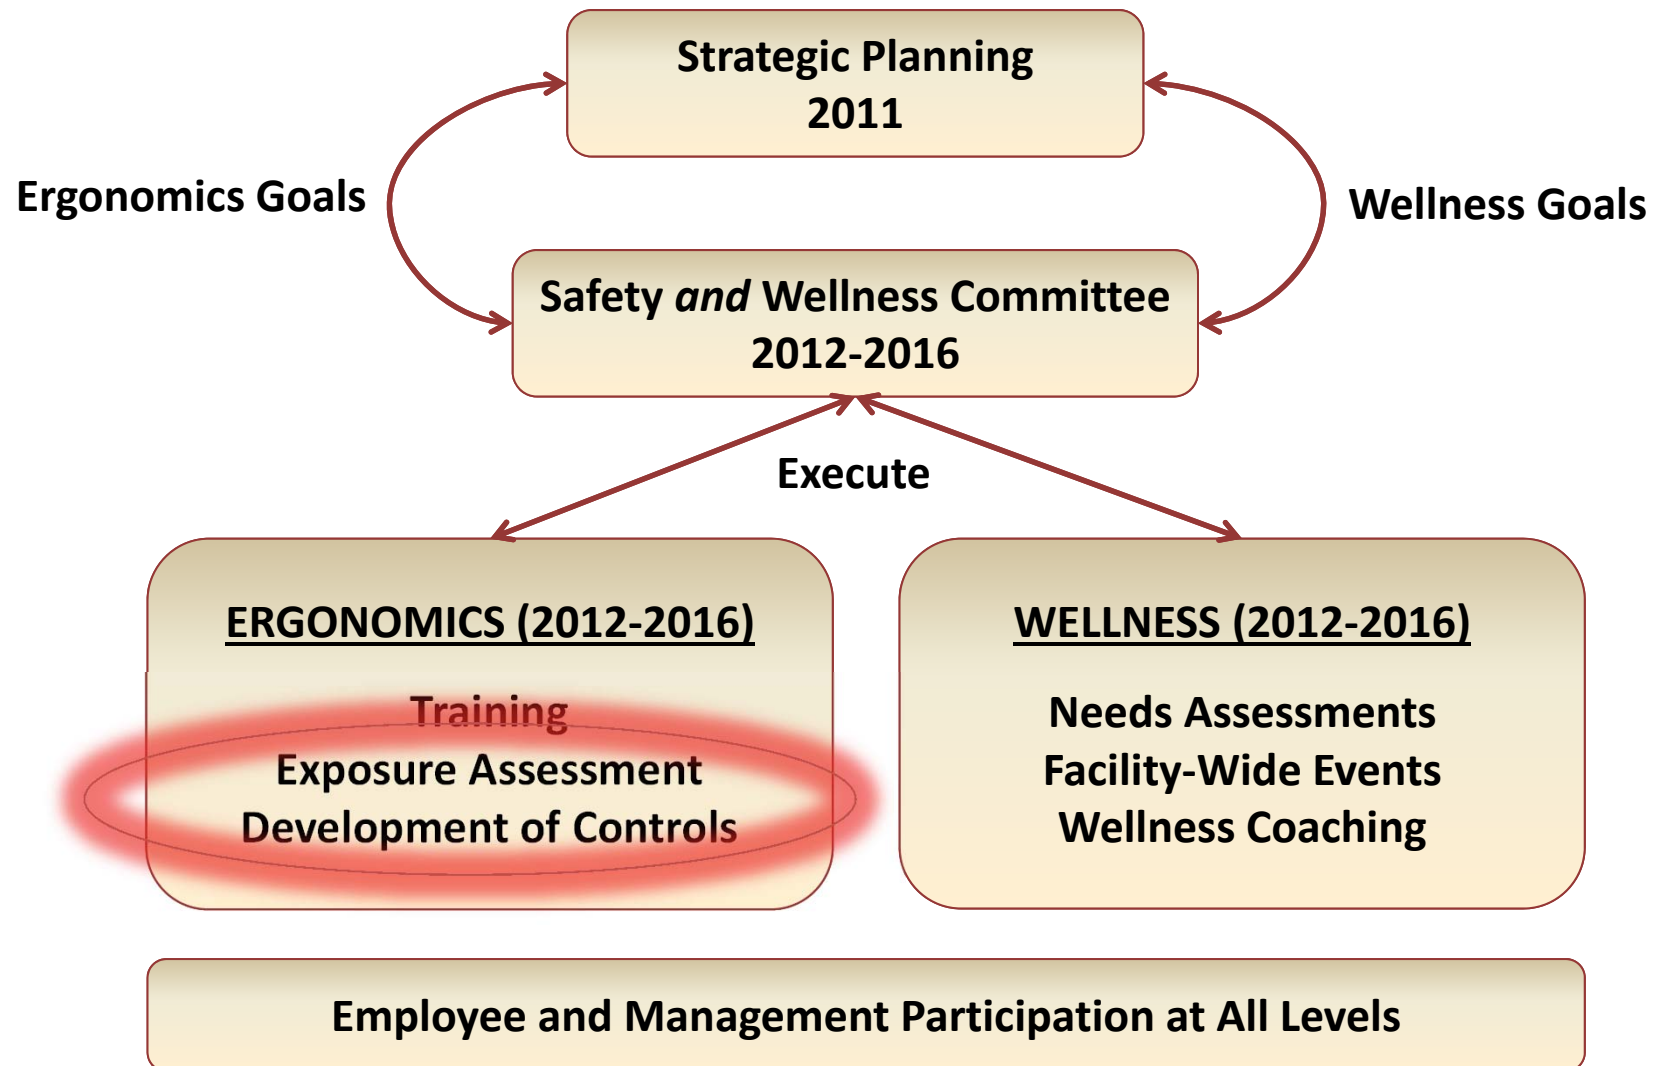 Strategic Planning
2011
Ergonomics Goals
Wellness Goals
Safety and Wellness Committee
2012-2016
Execute
ERGONOMICS (2012-2016)
Training
Exposure Assessment
Development of Controls
WELLNESS (2012-2016)
Needs Assessments
Facility-Wide Events
Wellness Coaching
Employee and Management Participation at All Levels